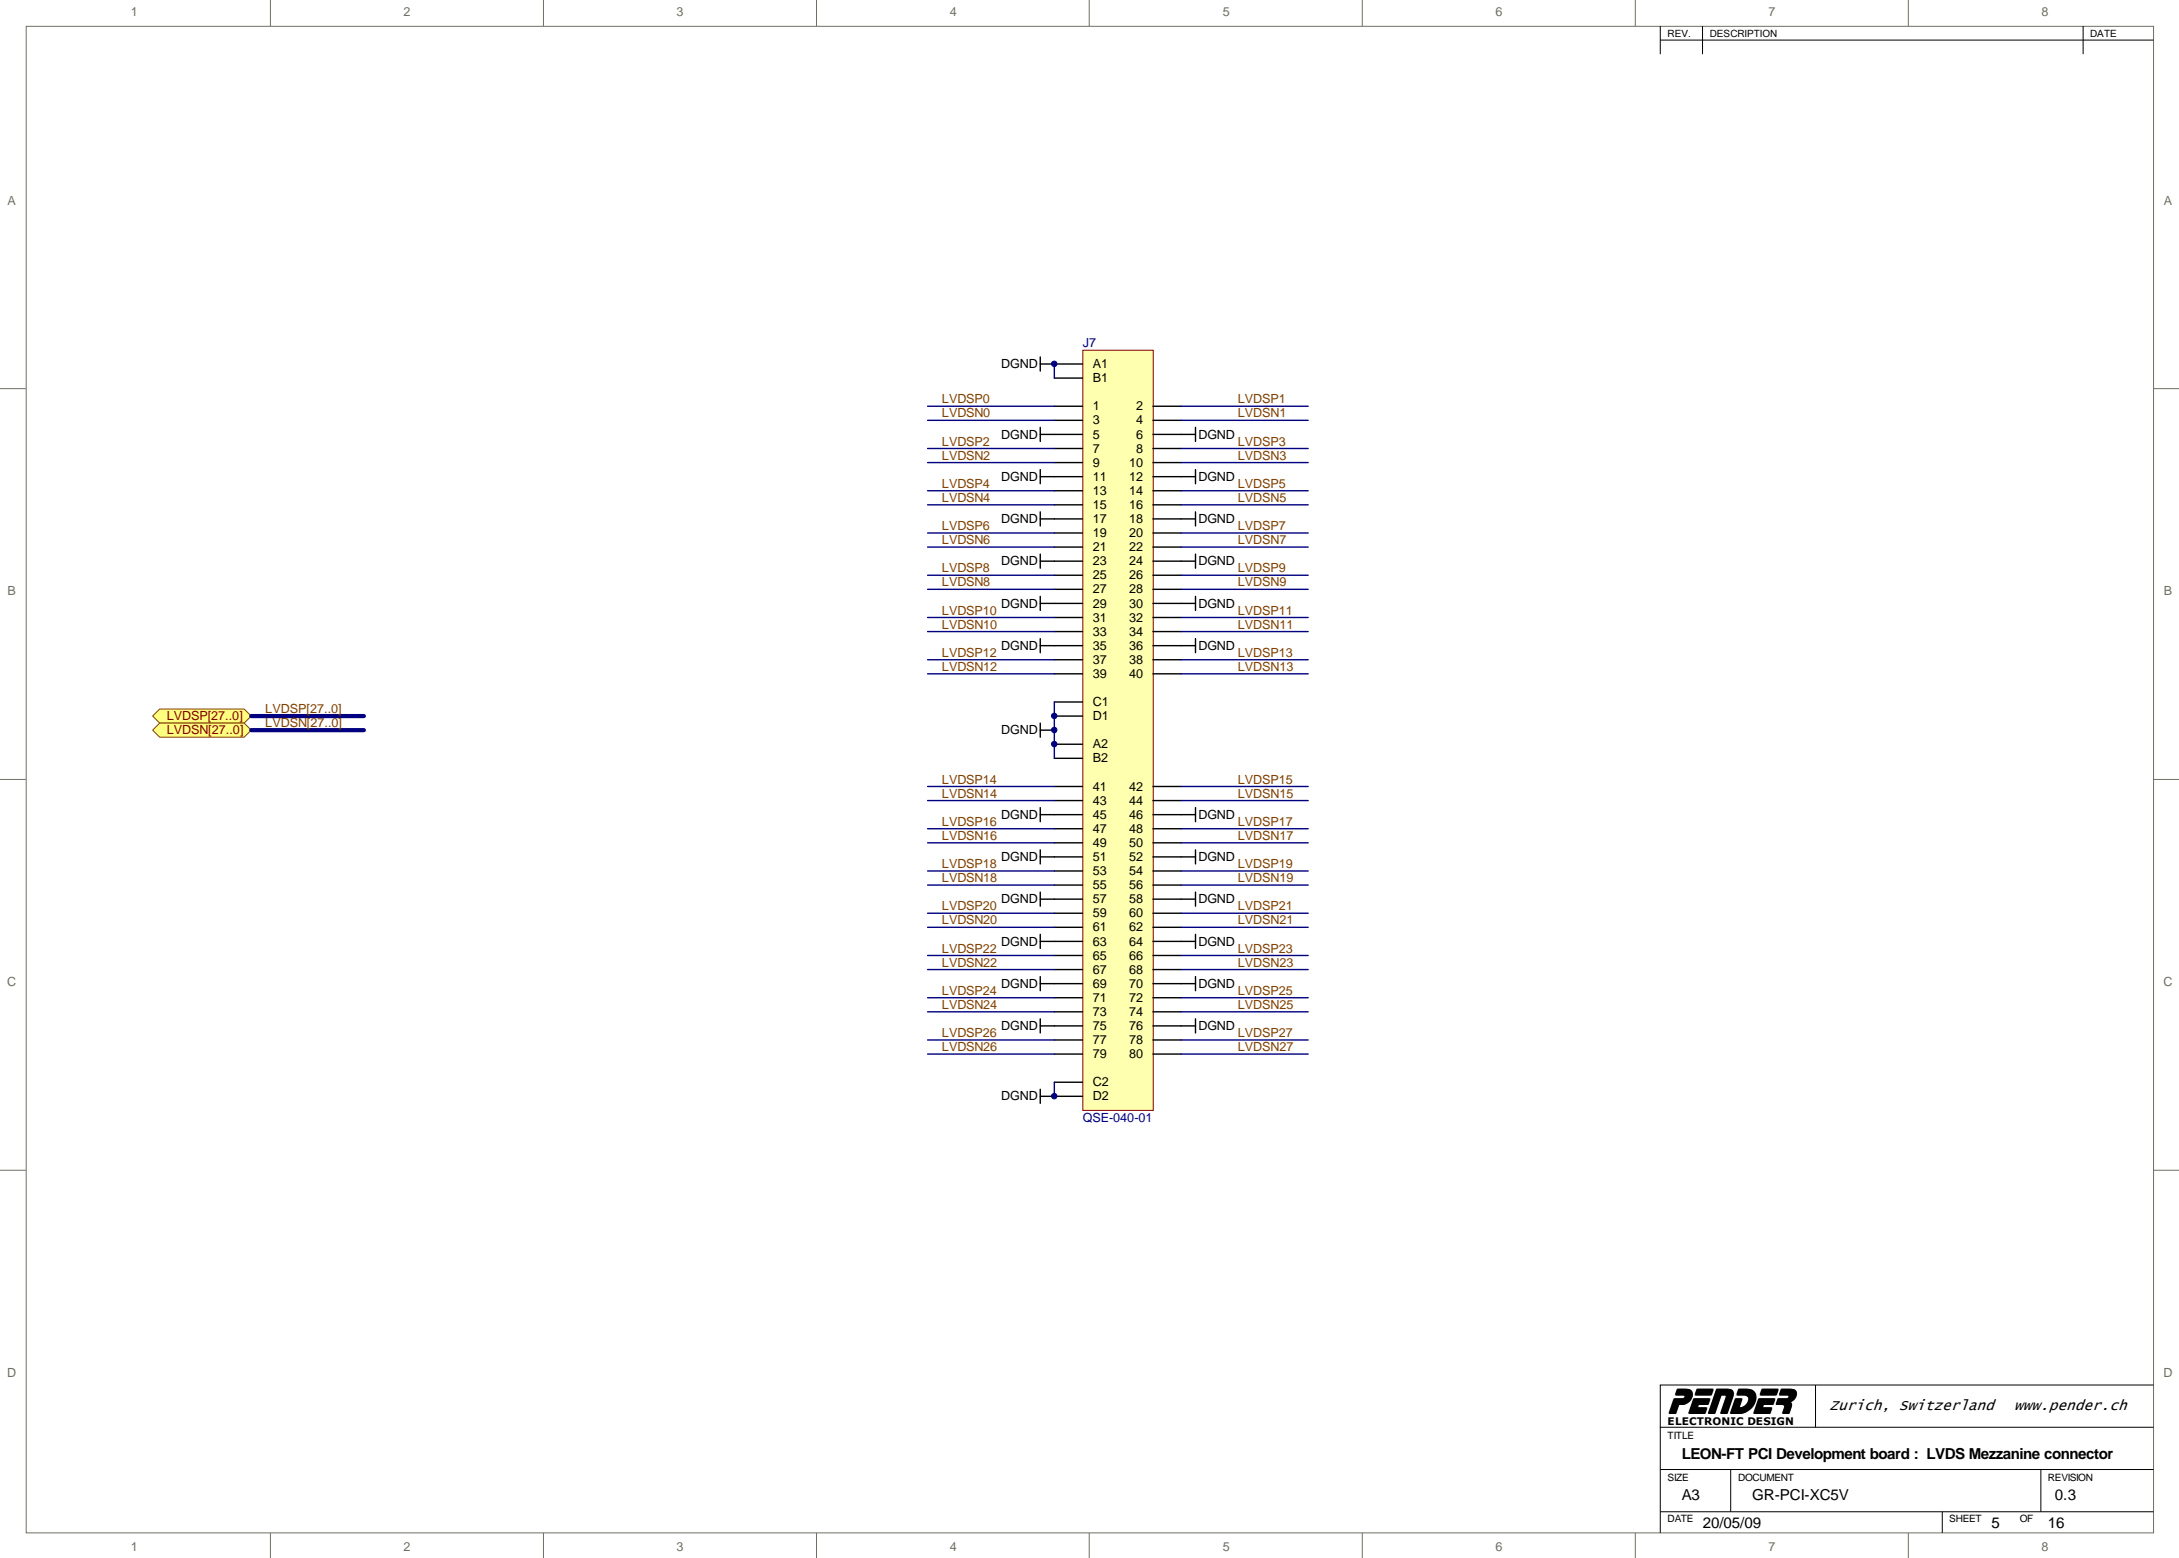 1 2 3 4 5 6 7 8
REV. DESCRIPTION DATE
A A
J7
DGND A1
B1
LVDSP0 1 2 LVDSP1
LVDSN0 3 4 LVDSN1
DGND 5 6 DGND
LVDSP2 7 8 LVDSP3
LVDSN2 9 10 LVDSN3
DGND 11 12 DGND
LVDSP4 13 14 LVDSP5
LVDSN4 15 16 LVDSN5
DGND 17 18 DGND
LVDSP6 19 20 LVDSP7
LVDSN6 21 22 LVDSN7
DGND 23 24 DGND
LVDSP8 25 26 LVDSP9
LVDSN8 27 28 LVDSN9
B B
DGND 29 30 DGND
LVDSP10 31 32 LVDSP11
LVDSN10 33 34 LVDSN11
DGND 35 36 DGND
LVDSP12 37 38 LVDSP13
LVDSN12 39 40 LVDSN13
C1
LVDSP[27..0] LVDSP[27..0] D1
LVDSN[27..0] LVDSN[27..0] DGND
A2
B2
LVDSP14 41 42 LVDSP15
LVDSN14 43 44 LVDSN15
DGND 45 46 DGND
LVDSP16 47 48 LVDSP17
LVDSN16 49 50 LVDSN17
DGND 51 52 DGND
LVDSP18 53 54 LVDSP19
LVDSN18 55 56 LVDSN19
DGND 57 58 DGND
LVDSP20 59 60 LVDSP21
LVDSN20 61 62 LVDSN21
DGND 63 64 DGND
LVDSP22 65 66 LVDSP23
LVDSN22 67 68 LVDSN23
C C
DGND 69 70 DGND
LVDSP24 71 72 LVDSP25
LVDSN24 73 74 LVDSN25
DGND 75 76 DGND
LVDSP26 77 78 LVDSP27
LVDSN26 79 80 LVDSN27
C2
DGND D2
QSE-040-01
D D
PENDER
ELECTRONIC DESIGN
Zurich, Switzerland www.pender.ch
TITLE
LEON-FT PCI Development board : LVDS Mezzanine connector
SIZE DOCUMENT REVISION
A3 GR-PCI-XC5V 0.3
DATE 20/05/09 SHEET 5 OF 16
1 2 3 4 5 6 7 8